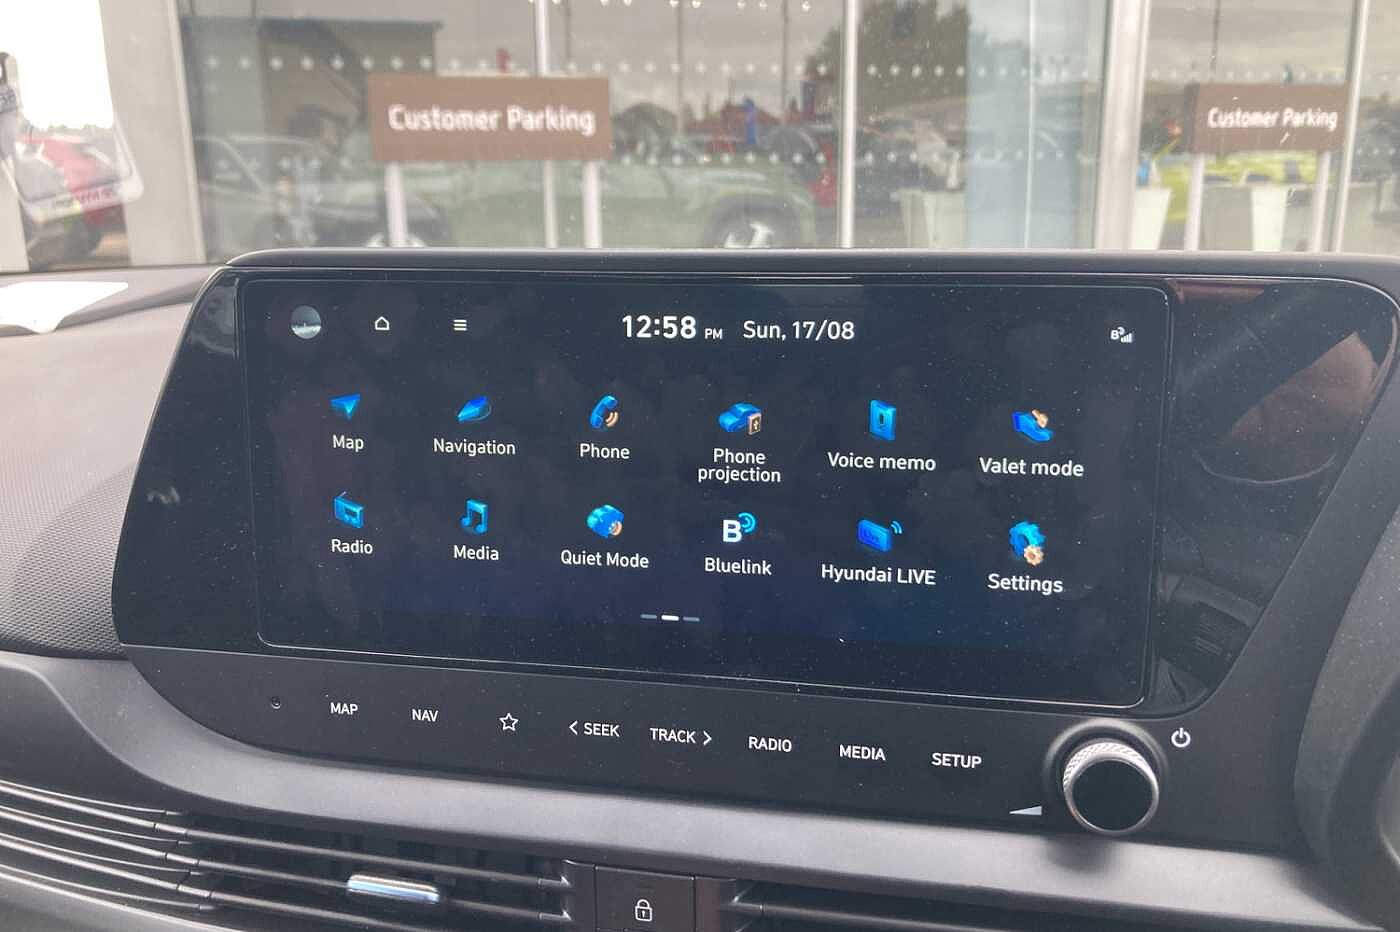 Customer Parking
Customer Parking
12:58 PM Sun, 17/08
B
Map
Navigation
Phone
Phone
projection
Voice memo
Valet mode
Radio
Media
Quiet Mode
B
Bluelink
Hyundai LIVE
Settings
MAP
NAV
SEEK
TRACK
RADIO
MEDIA
SETUP